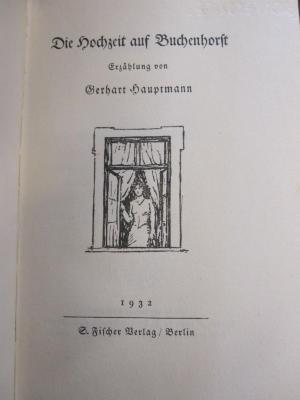 Die Hochzeit auf Buchenhorst
Erzählung von
Gerhart Hauptmann
1932
S. Fischer Verlag / Berlin